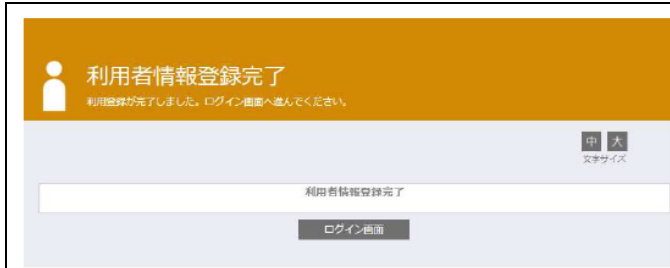 利用者情報登録完了
利用登録が完了しました。ログイン画面へ進んでください。
中 大
文字サイズ
利用者情報登録完了
ログイン画面